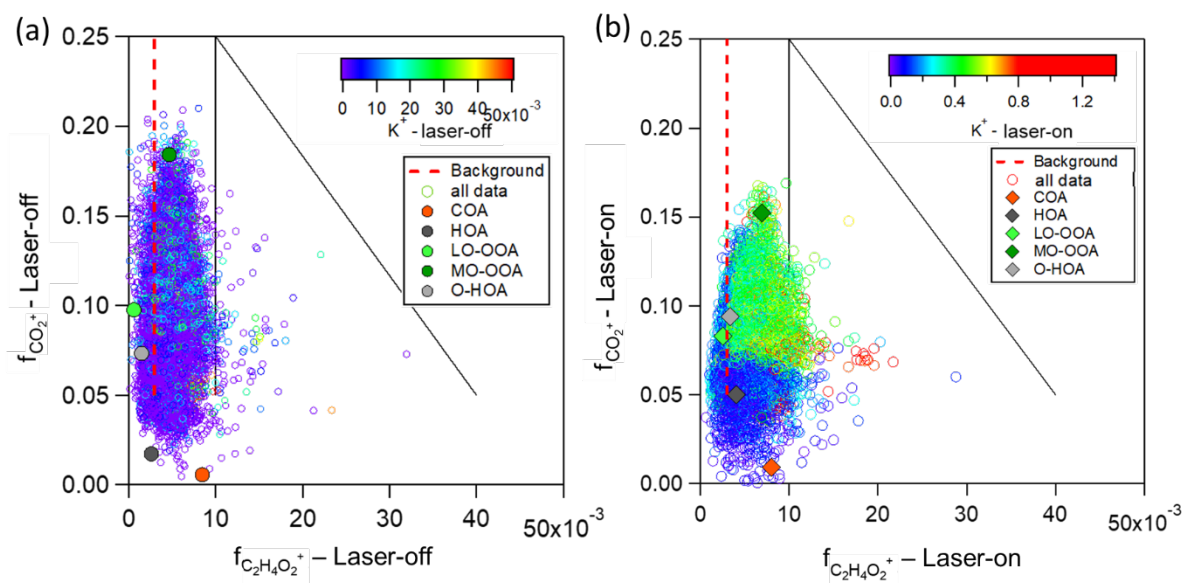 (a)
0.25
0.20
0.15
0.10
0.05
0.00
fCO₂⁺ - Laser-off
0 10 20 30 40 50x10⁻³
K⁺ - laser-off
Background
all data
COA
HOA
LO-OOA
MO-OOA
O-HOA
0 10 20 30 40 50x10⁻³
fC₂H₄O₂⁺ – Laser-off
(b)
0.25
0.20
0.15
0.10
0.05
0.00
fCO₂⁺ - Laser-on
0.0 0.4 0.8 1.2
K⁺ - laser-on
Background
all data
COA
HOA
LO-OOA
MO-OOA
O-HOA
0 10 20 30 40 50x10⁻³
fC₂H₄O₂⁺ – Laser-on